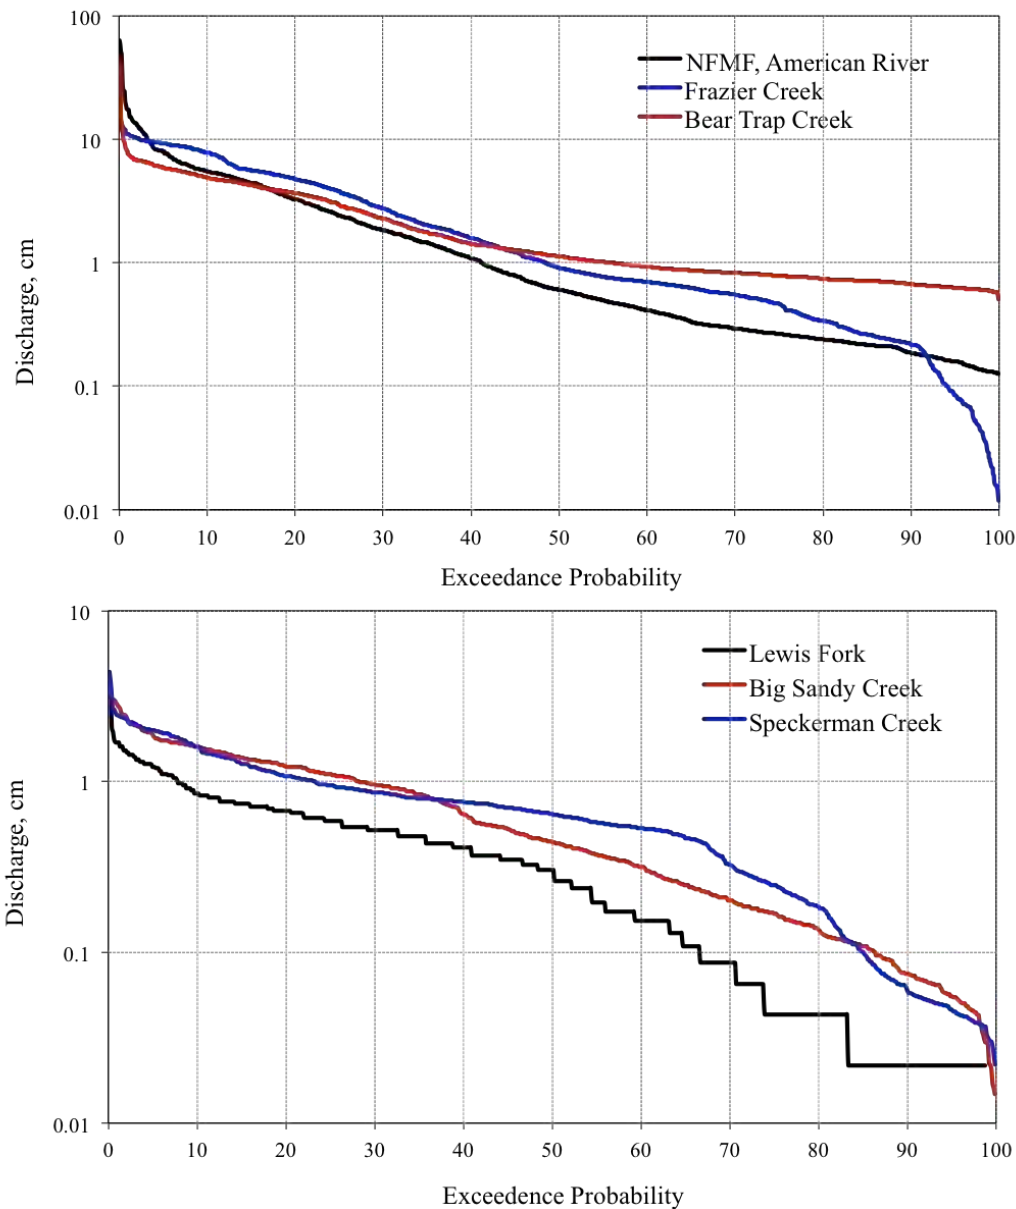 100
10
1
0.1
0.01
Discharge, cm
NFMF, American River
Frazier Creek
Bear Trap Creek
0 10 20 30 40 50 60 70 80 90 100
Exceedance Probability
10
1
0.1
0.01
Discharge, cm
Lewis Fork
Big Sandy Creek
Speckerman Creek
0 10 20 30 40 50 60 70 80 90 100
Exceedence Probability